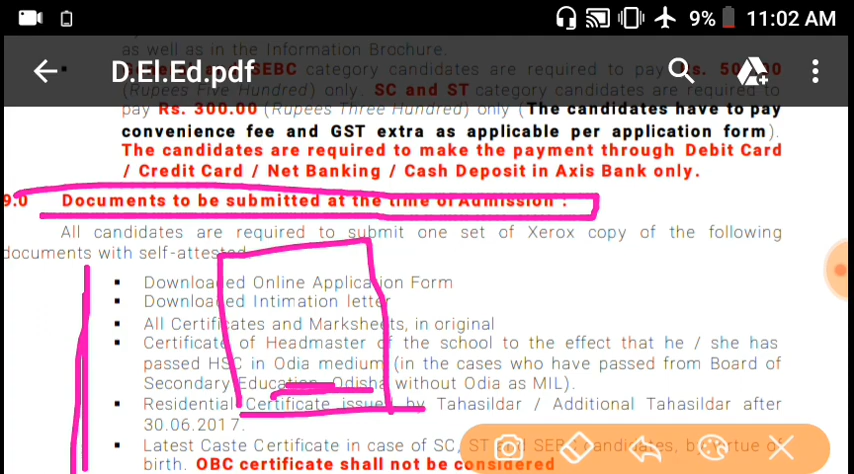 9% 11:02 AM
as well as in the Information Brochure.
D.El.Ed.pdf
SEBC category candidates are required to pay
(Rupees Five Hundred) only. SC and ST category candidates are required to
pay Rs. 300.00 (Rupees Three Hundred) only (The candidates have to pay
convenience fee and GST extra as applicable per application form).
The candidates are required to make the payment through Debit Card
/ Credit Card / Net Banking / Cash Deposit in Axis Bank only.
9.0 Documents to be submitted at the time of Admission :
All candidates are required to submit one set of Xerox copy of the following
documents with self-attested
▪ Downloaded Online Application Form
▪ Downloaded Intimation letter
▪ All Certificates and Marksheets, in original
▪ Certificate of Headmaster of the school to the effect that he / she has
passed HSC in Odia medium (in the cases who have passed from Board of
Secondary Education, Odisha without Odia as MIL).
▪ Residential Certificate issued by Tahasildar / Additional Tahasildar after
30.06.2017.
▪ Latest Caste Certificate in case of SC, ST and SEBC candidates, by virtue of
birth. OBC certificate shall not be considered